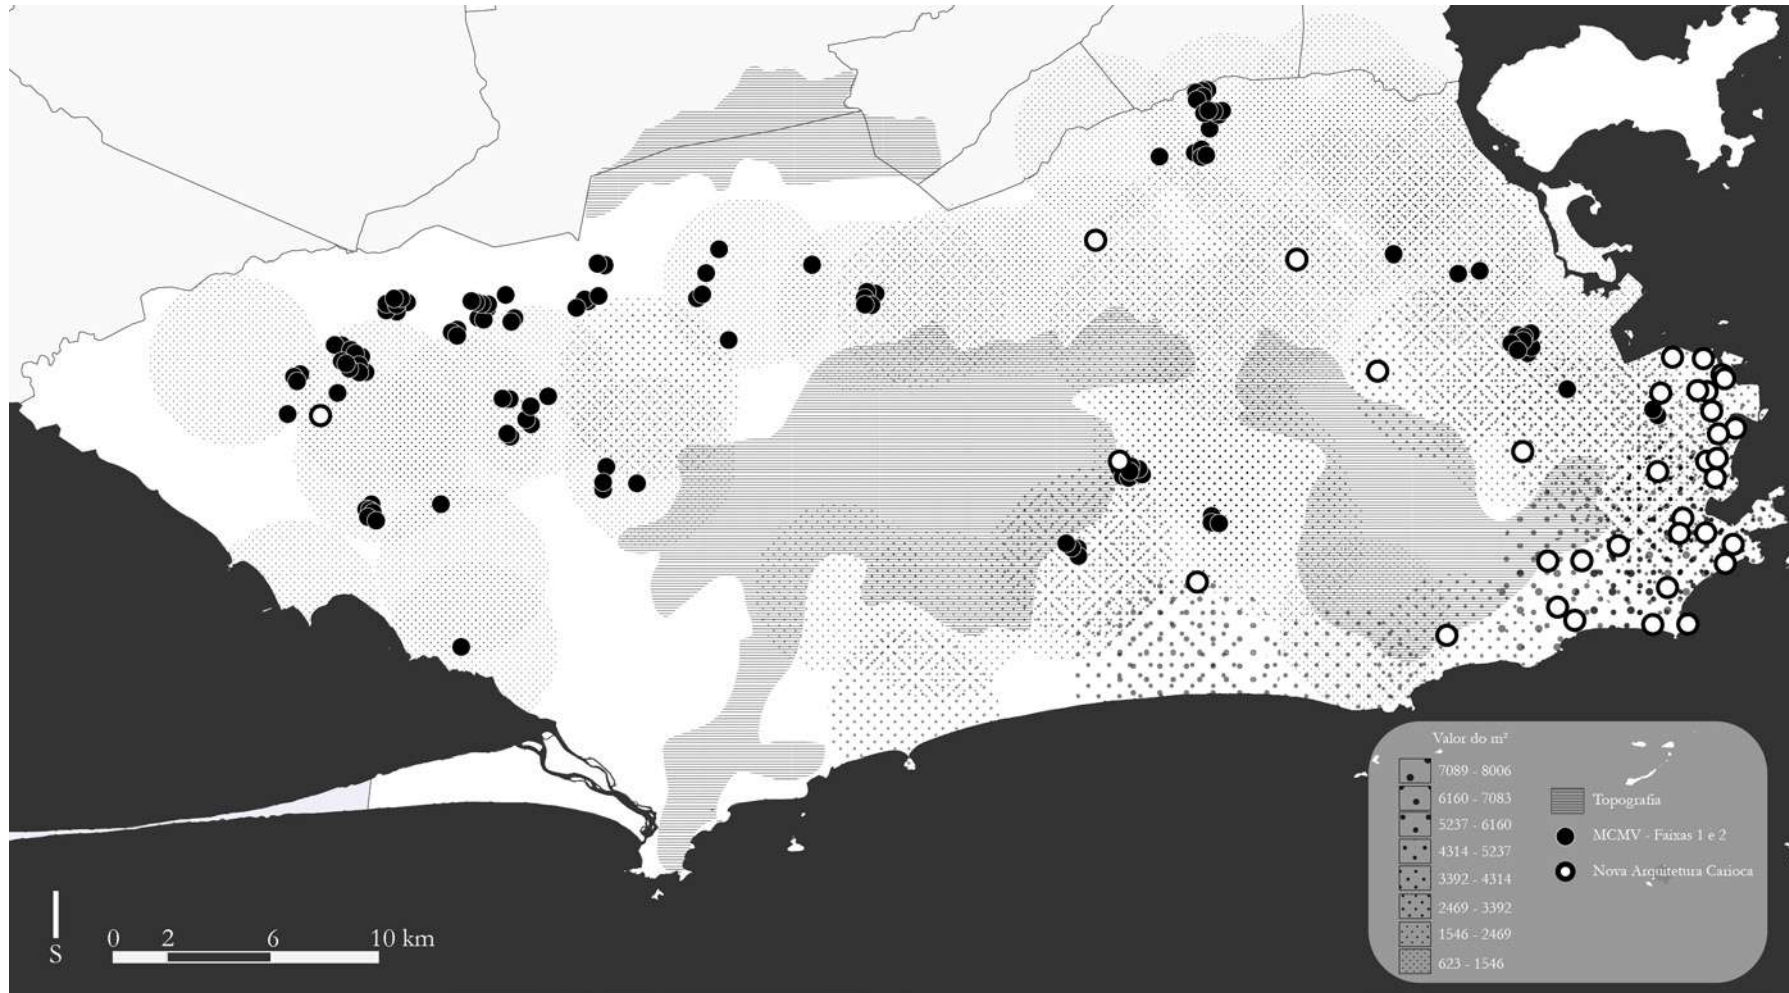 Valor do m²
7089 - 8006
6160 - 7083
5237 - 6160
4314 - 5237
3392 - 4314
2469 - 3392
1546 - 2469
623 - 1546
Topografia
MCMV - Faixas 1 e 2
Nova Arquitetura Carioca
S
0 2 6 10 km